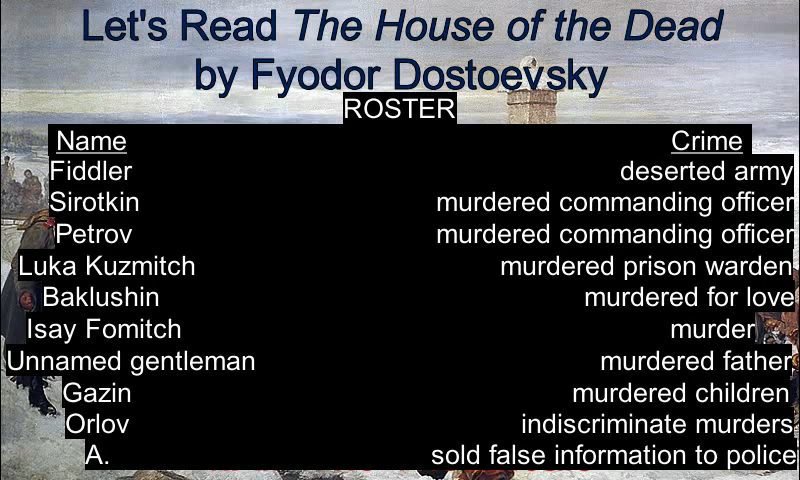 Let's Read The House of the Dead
by Fyodor Dostoevsky
ROSTER
Name Crime
Fiddler deserted army
Sirotkin murdered commanding officer
Petrov murdered commanding officer
Luka Kuzmitch murdered prison warden
Baklushin murdered for love
Isay Fomitch murder
Unnamed gentleman murdered father
Gazin murdered children
Orlov indiscriminate murders
A. sold false information to police